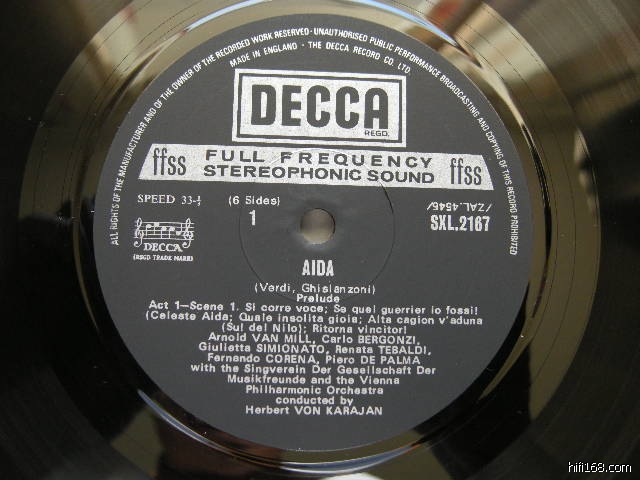 ALL RIGHTS OF THE MANUFACTURER AND OF THE OWNER OF THE RECORDED WORK RESERVED · UNAUTHORISED PUBLIC PERFORMANCE BROADCASTING AND COPYING OF THIS RECORD PROHIBITED
MADE IN ENGLAND · THE DECCA RECORD CO. LTD.
DECCA
REGD.
ffss FULL FREQUENCY STEREOPHONIC SOUND ffss
SPEED 33⅓ (6 Sides) /ZAL.4545/
1 SXL.2167
DECCA
(REGD TRADE MARK)
AIDA
(Verdi, Ghislanzoni)
Prelude
Act 1—Scene 1. Si corre voce; Se quel guerrier io fossi!
(Celeste Aida; Quale insolita gioia; Alta cagion v'aduna
(Su! del Nilo); Ritorna vincitor!
Arnold VAN MILL, Carlo BERGONZI,
Giulietta SIMIONATO, Renata TEBALDI,
Fernando CORENA, Piero DE PALMA
with the Singverein Der Gesellschaft Der
Musikfreunde and the Vienna
Philharmonic Orchestra
conducted by
Herbert VON KARAJAN
hifi168.com